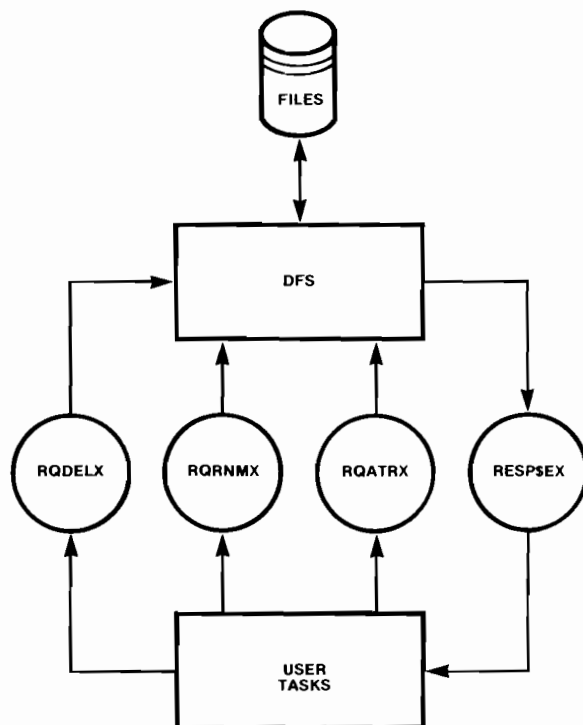 FILES
DFS
RQDELX
RQRNMX
RQATRX
RESP$EX
USER
TASKS